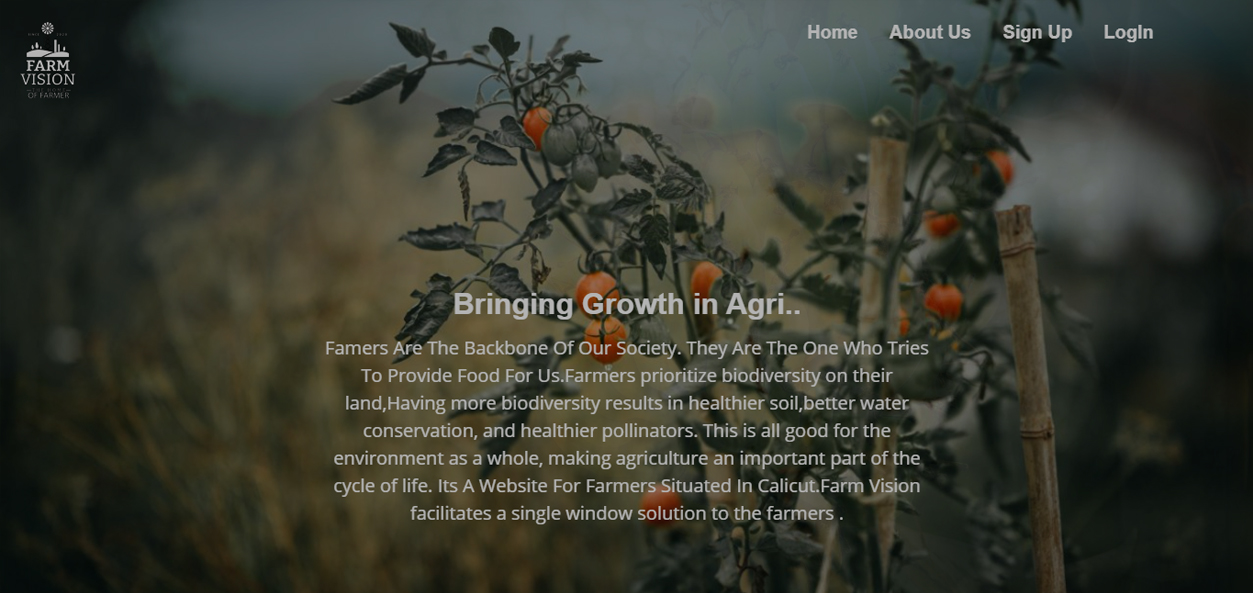 Home About Us Sign Up LogIn
FARM
VISION
OF FARMER
Bringing Growth in Agri..
Famers Are The Backbone Of Our Society. They Are The One Who Tries
To Provide Food For Us.Farmers prioritize biodiversity on their
land,Having more biodiversity results in healthier soil,better water
conservation, and healthier pollinators. This is all good for the
environment as a whole, making agriculture an important part of the
cycle of life. Its A Website For Farmers Situated In Calicut.Farm Vision
facilitates a single window solution to the farmers .